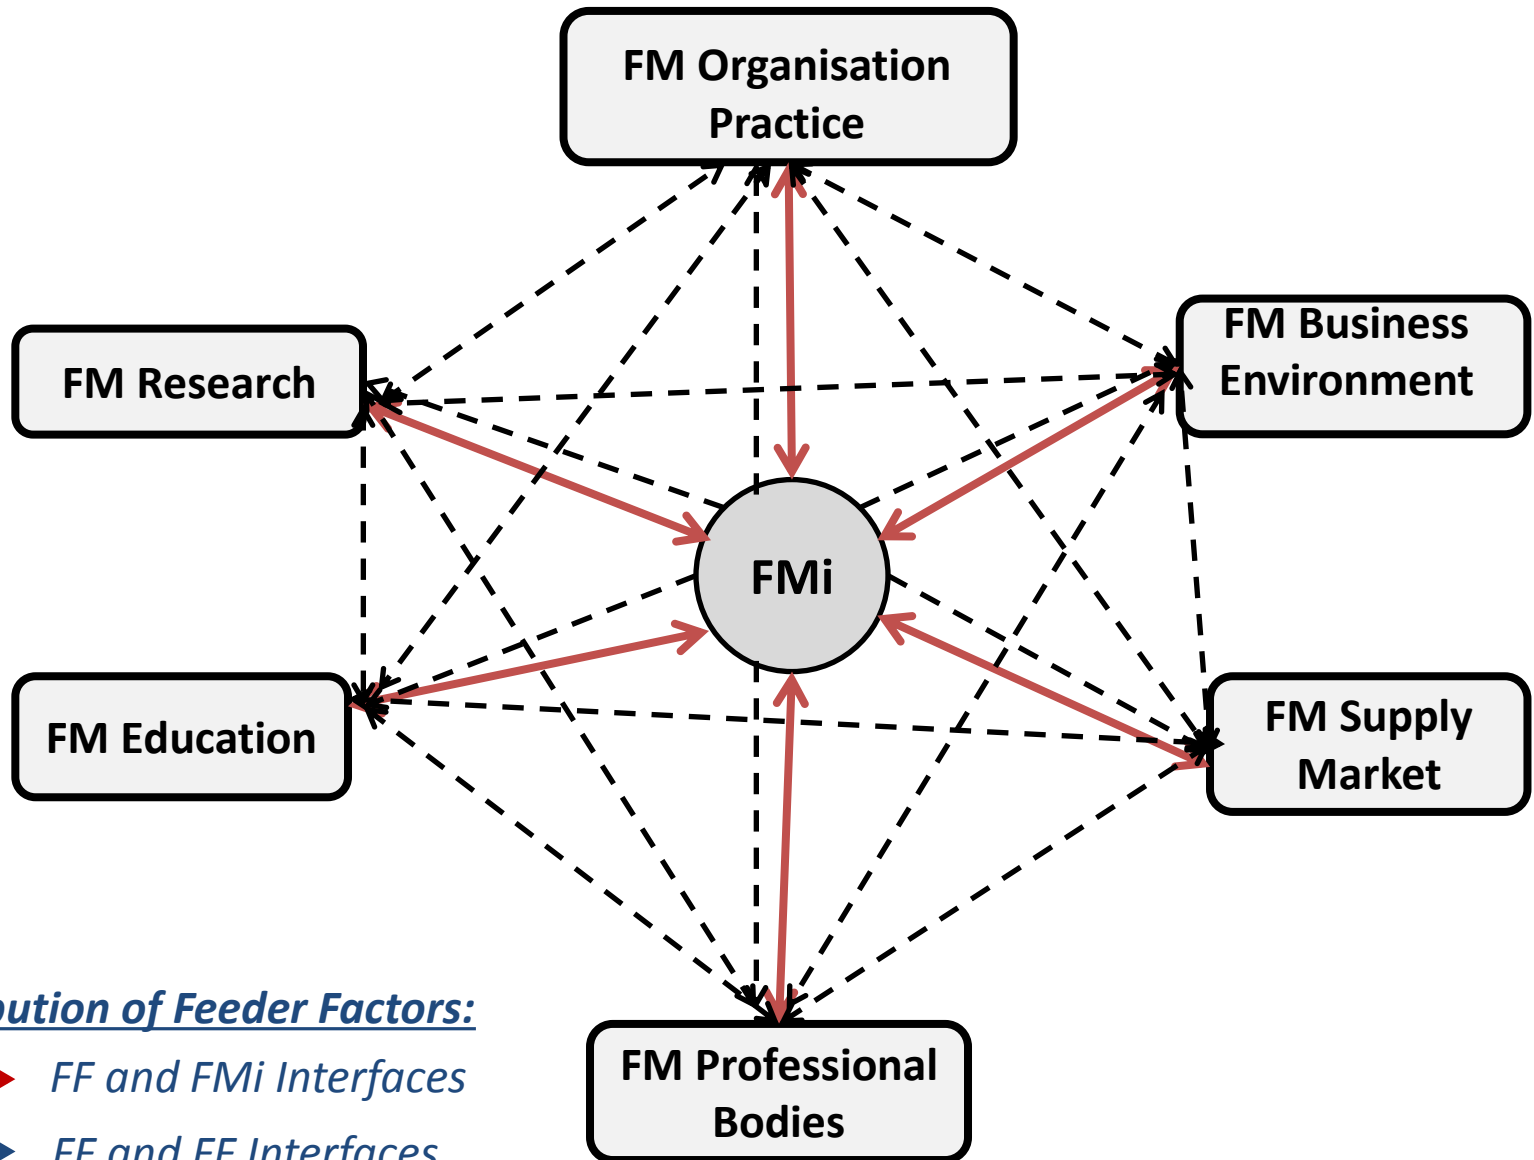 FM Organisation
Practice
FM Business
Environment
FM Research
FMi
FM Education
FM Supply
Market
of Feeder Factors:
FF and FMi Interfaces
FM Professional
Bodies
FF and FF Interfaces